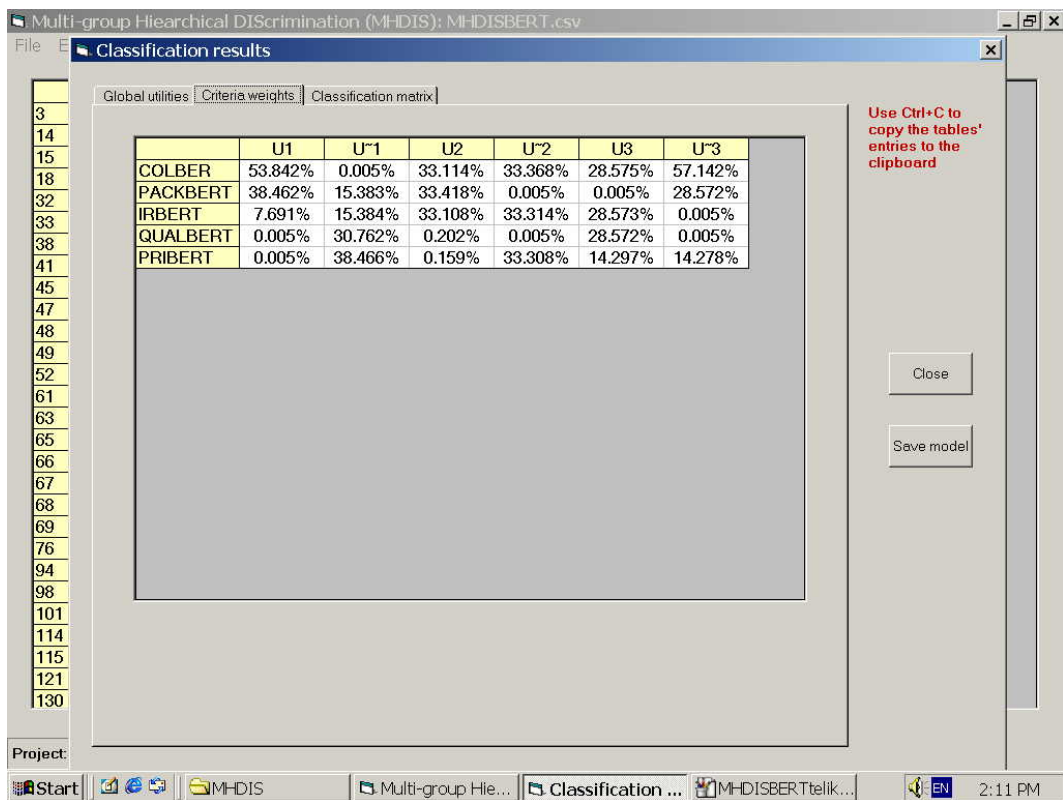 Multi-group Hiearchical DIScrimination (MHDIS): MHDISBERT.csv
File E
Classification results
Global utilities Criteria weights Classification matrix
Use Ctrl+C to
copy the tables'
entries to the
clipboard
U1 U~1 U2 U~2 U3 U~3
COLBER 53.842% 0.005% 33.114% 33.368% 28.575% 57.142%
PACKBERT 38.462% 15.383% 33.418% 0.005% 0.005% 28.572%
IRBERT 7.691% 15.384% 33.108% 33.314% 28.573% 0.005%
QUALBERT 0.005% 30.762% 0.202% 0.005% 28.572% 0.005%
PRIBERT 0.005% 38.466% 0.159% 33.308% 14.297% 14.278%
3
14
15
18
32
33
38
41
45
47
48
49
52
61
63
65
66
67
68
69
76
94
98
101
114
115
121
130
Close
Save model
Project:
Start MHDIS Multi-group Hie... Classification ... MHDISBERTtelik... EN 2:11 PM